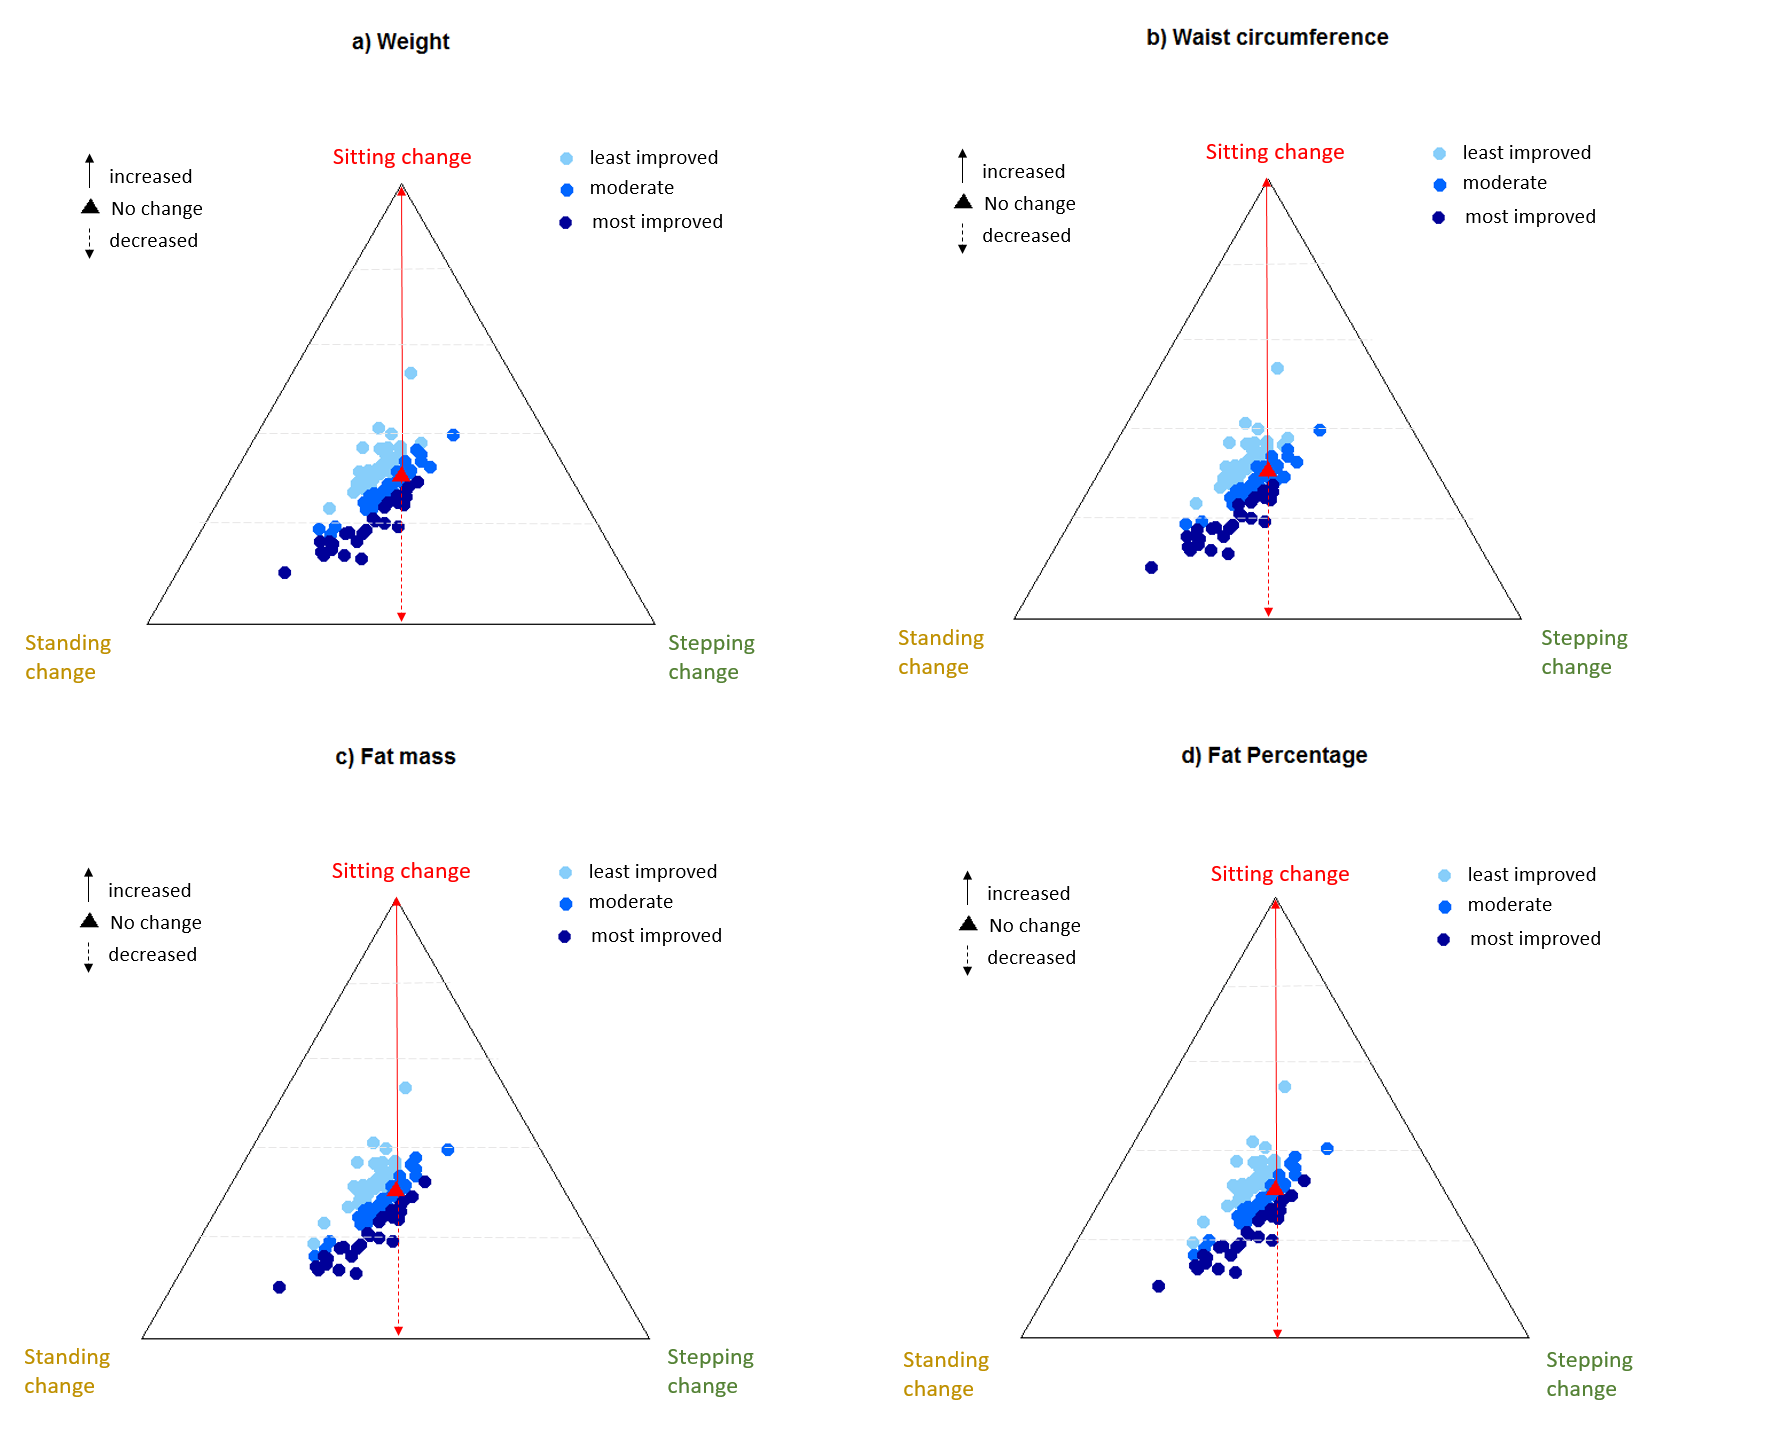 a) Weight
b) Waist circumference
Sitting change
increased
No change
decreased
least improved
moderate
most improved
Standing
change
Stepping
change
Sitting change
increased
No change
decreased
least improved
moderate
most improved
Standing
change
Stepping
change
c) Fat mass
d) Fat Percentage
Sitting change
increased
No change
decreased
least improved
moderate
most improved
Standing
change
Stepping
change
Sitting change
increased
No change
decreased
least improved
moderate
most improved
Standing
change
Stepping
change